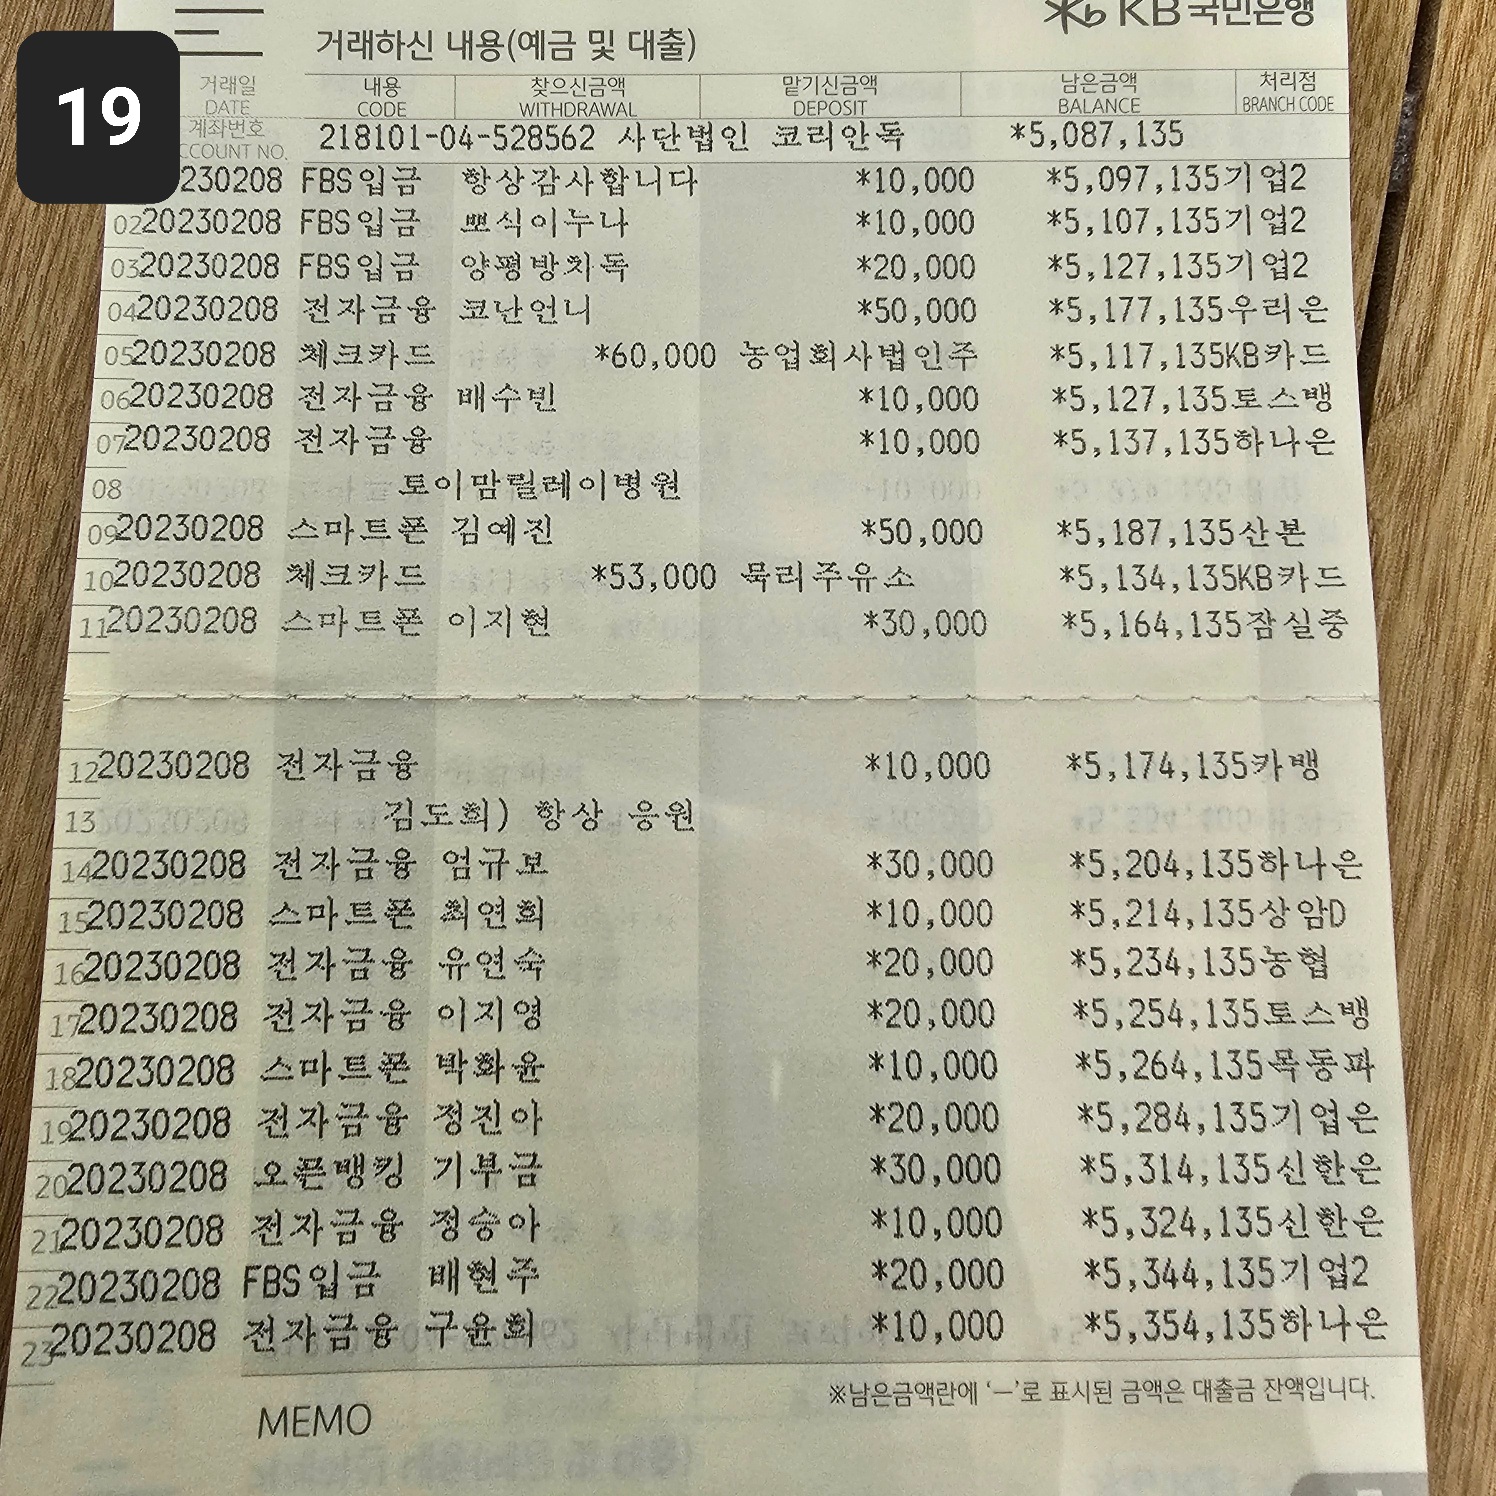 19
KB국민은행
거래하신 내용(예금 및 대출)
거래일 내용 찾으신금액 맡기신금액 남은금액 처리점
DATE CODE WITHDRAWAL DEPOSIT BALANCE BRANCH CODE
계좌번호 218101-04-528562 사단법인 코리안독 *5,087,135
CCOUNT NO.
230208 FBS입금 항상감사합니다 *10,000 *5,097,135기업2
02 20230208 FBS입금 뽀식이누나 *10,000 *5,107,135기업2
03 20230208 FBS입금 양평방치독 *20,000 *5,127,135기업2
04 20230208 전자금융 코난언니 *50,000 *5,177,135우리은
05 20230208 체크카드 *60,000 농업회사법인주 *5,117,135KB카드
06 20230208 전자금융 배수빈 *10,000 *5,127,135토스뱅
07 20230208 전자금융 *10,000 *5,137,135하나은
08 토이맘릴레이병원
09 20230208 스마트폰 김예진 *50,000 *5,187,135산본
10 20230208 체크카드 *53,000 묵리주유소 *5,134,135KB카드
11 20230208 스마트폰 이지현 *30,000 *5,164,135잠실중
12 20230208 전자금융 *10,000 *5,174,135카뱅
13 김도희) 항상 응원
14 20230208 전자금융 엄규보 *30,000 *5,204,135하나은
15 20230208 스마트폰 최연희 *10,000 *5,214,135상암D
16 20230208 전자금융 유연숙 *20,000 *5,234,135농협
17 20230208 전자금융 이지영 *20,000 *5,254,135토스뱅
18 20230208 스마트폰 박화윤 *10,000 *5,264,135목동파
19 20230208 전자금융 정진아 *20,000 *5,284,135기업은
20 20230208 오픈뱅킹 기부금 *30,000 *5,314,135신한은
21 20230208 전자금융 정승아 *10,000 *5,324,135신한은
22 20230208 FBS입금 배현주 *20,000 *5,344,135기업2
23 20230208 전자금융 구윤희 *10,000 *5,354,135하나은
※남은금액란에 ‘—’로 표시된 금액은 대출금 잔액입니다.
MEMO